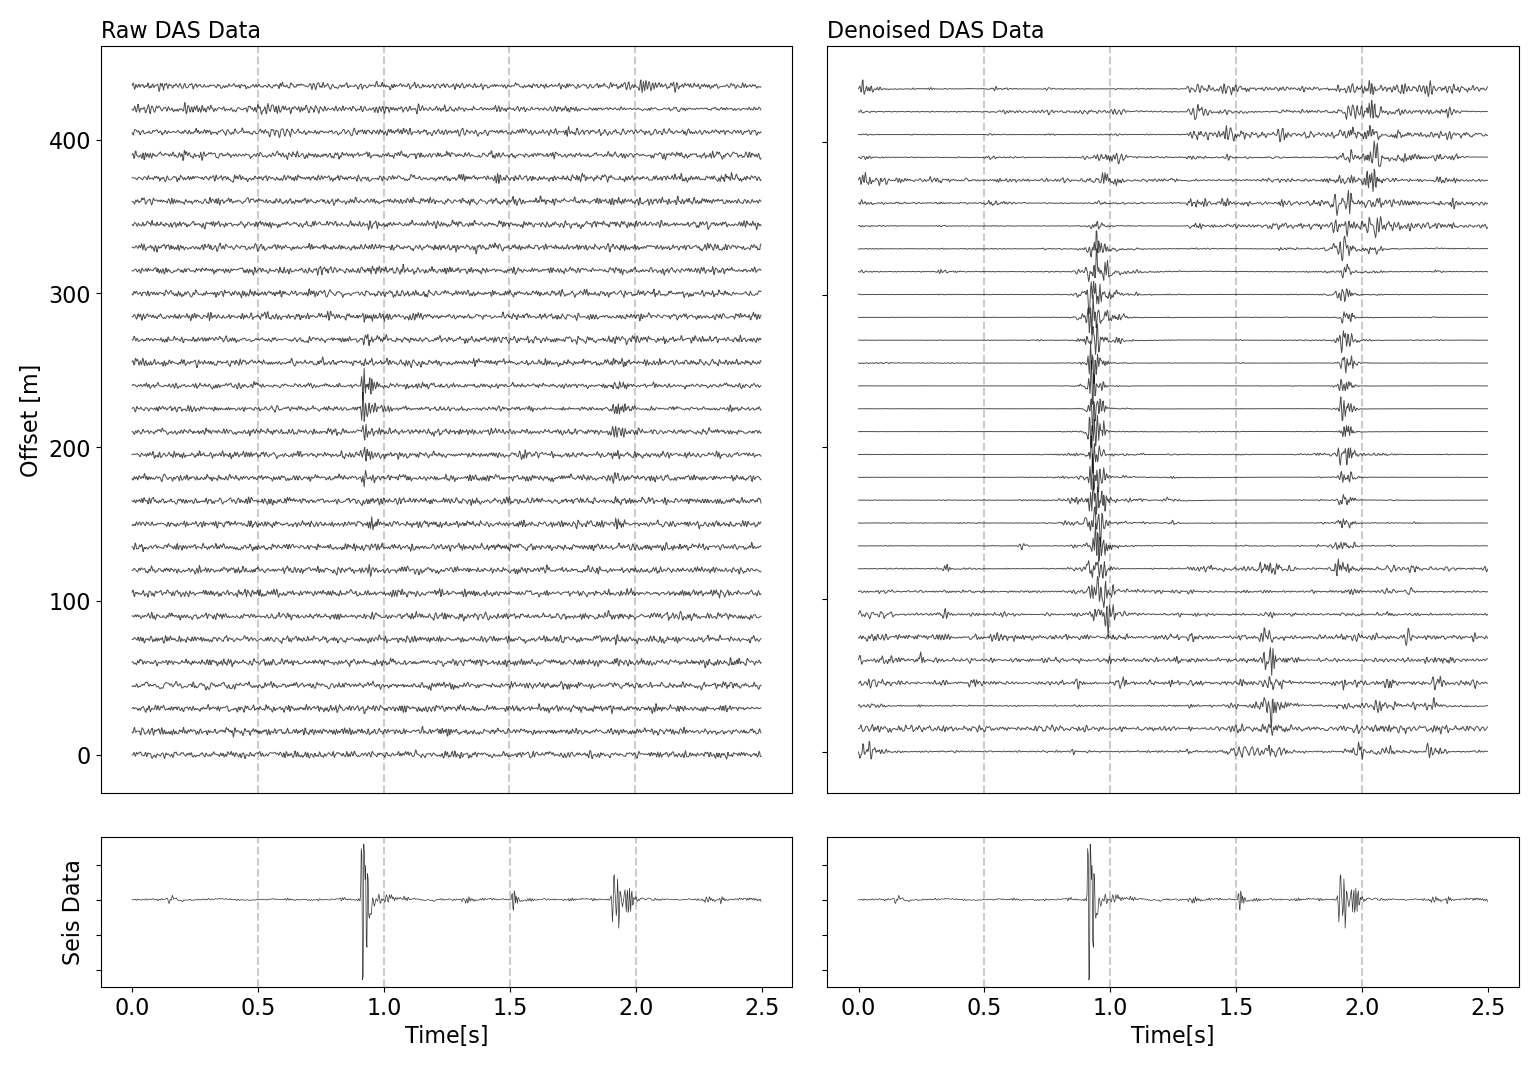 Raw DAS Data
Denoised DAS Data
Offset [m]
400
300
200
100
0
Seis Data
0.0 0.5 1.0 1.5 2.0 2.5
0.0 0.5 1.0 1.5 2.0 2.5
Time[s]
Time[s]